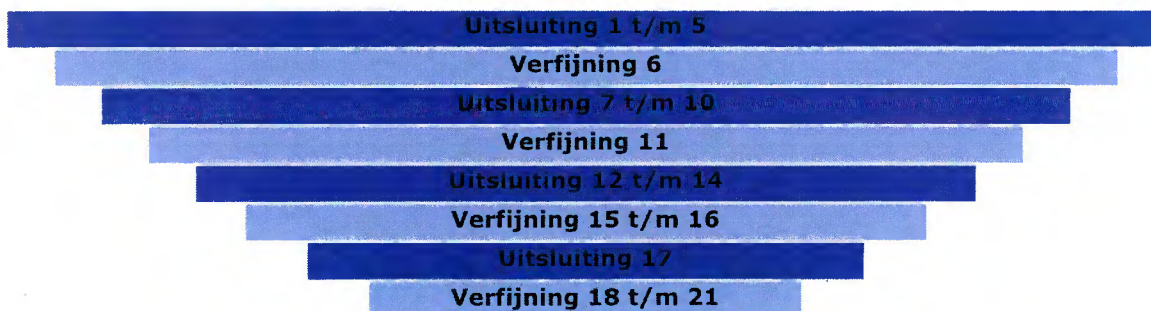 Uitsluiting 1 t/m 5
Verfijning 6
Uitsluiting 7 t/m 10
Verfijning 11
Uitsluiting 12 t/m 14
Verfijning 15 t/m 16
Uitsluiting 17
Verfijning 18 t/m 21